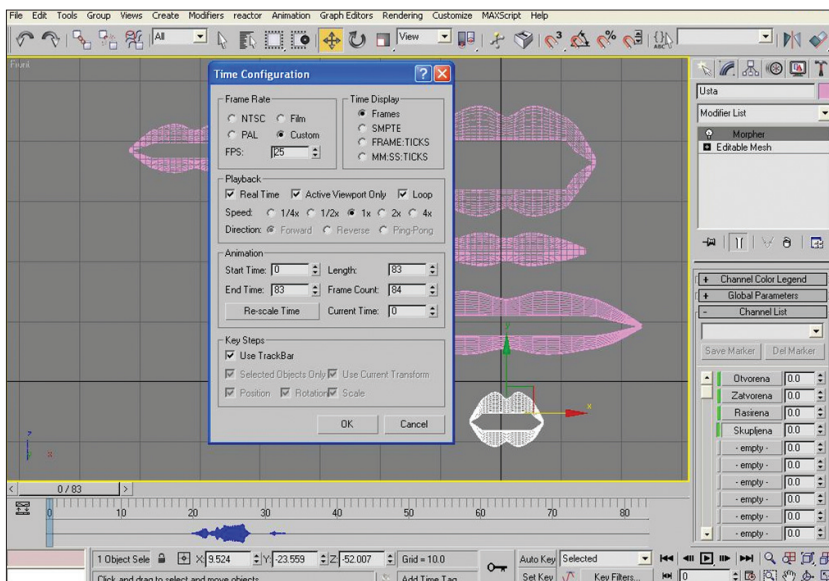 File Edit Tools Group Views Create Modifiers reactor Animation Graph Editors Rendering Customize MAXScript Help
All
View
3
ABC
Time Configuration
Frame Rate
NTSC Film
PAL Custom
FPS: 25
Time Display
Frames
SMPTE
FRAME:TICKS
MM:SS:TICKS
Playback
Real Time Active Viewport Only Loop
Speed: 1/4x 1/2x 1x 2x 4x
Direction: Forward Reverse Ping-Pong
Animation
Start Time: 0 Length: 83
End Time: 83 Frame Count: 84
Re-scale Time Current Time: 0
Key Steps
Use TrackBar
Selected Objects Only Use Current Transform
Position Rotation Scale
OK Cancel
y
x
z
y x
Usta
Modifier List
Morpher
Editable Mesh
+ Channel Color Legend
+ Global Parameters
- Channel List
Save Marker Del Marker
Otvorena 0.0
Zatvorena 0.0
Rasirena 0.0
Skupljena 0.0
- empty - 0.0
- empty - 0.0
- empty - 0.0
- empty - 0.0
- empty - 0.0
- empty - 0.0
< 0 / 83 >
0 10 20 30 40 50 60 70 80
1 Object Sele X: 9.524 Y: -23.559 Z: -52.007 Grid = 10.0 Auto Key Selected
Click and drag to select and move objects Add Time Tag Set Key Key Filters... 0